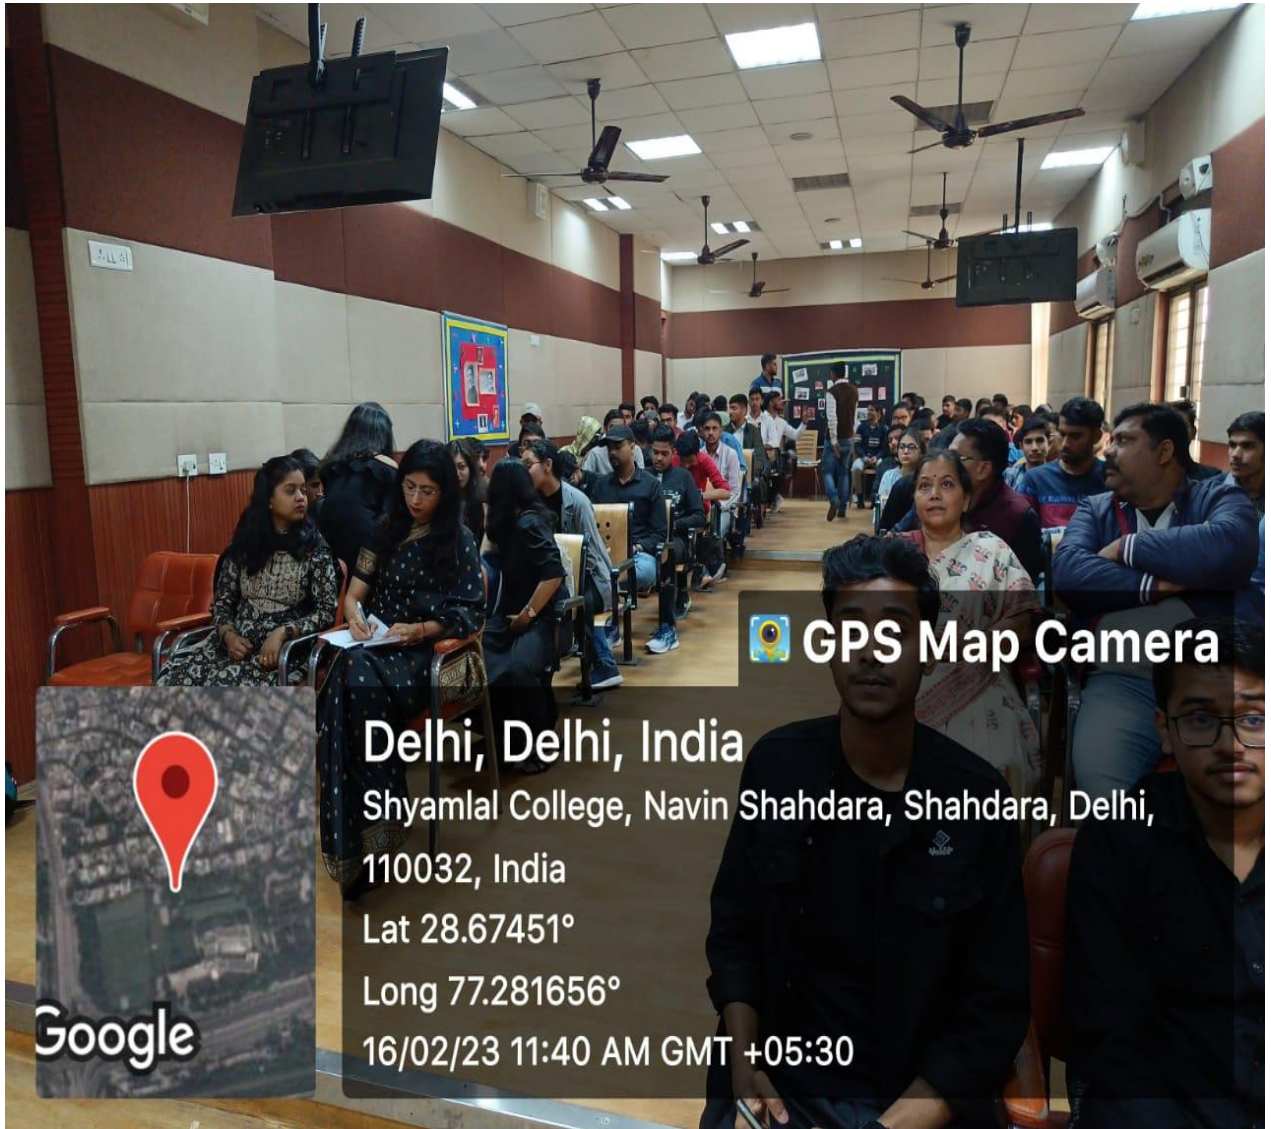 GPS Map Camera
Delhi, Delhi, India
Shyamlal College, Navin Shahdara, Shahdara, Delhi,
110032, India
Lat 28.67451°
Long 77.281656°
16/02/23 11:40 AM GMT +05:30
Google